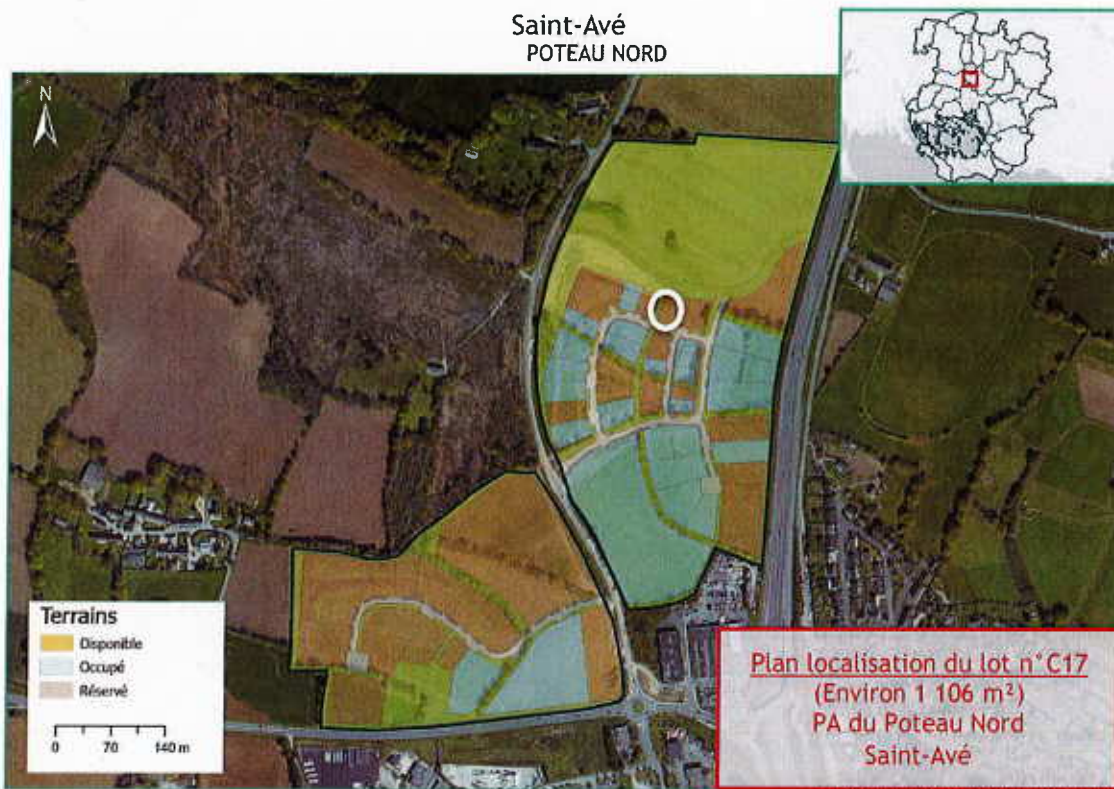 Saint-Avé
POTEAU NORD
N
Terrains
Disponible
Occupé
Réservé
0 70 140 m
Plan localisation du lot n°C17
(Environ 1 106 m²)
PA du Poteau Nord
Saint-Avé